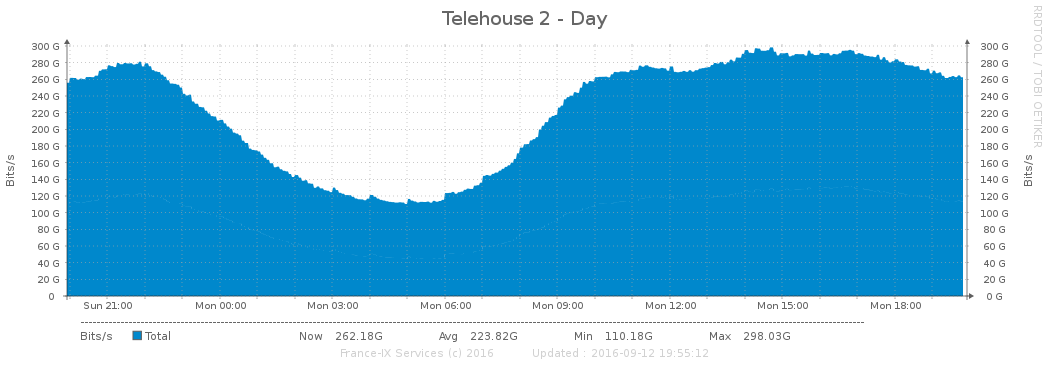 Telehouse 2 - Day
RRDTOOL / TOBI OETIKER
Bits/s
300 G
280 G
260 G
240 G
220 G
200 G
180 G
160 G
140 G
120 G
100 G
80 G
60 G
40 G
20 G
0
300 G
280 G
260 G
240 G
220 G
200 G
180 G
160 G
140 G
120 G
100 G
80 G
60 G
40 G
20 G
0 G
Bits/s
Sun 21:00 Mon 00:00 Mon 03:00 Mon 06:00 Mon 09:00 Mon 12:00 Mon 15:00 Mon 18:00
Bits/s Total Now 262.18G Avg 223.82G Min 110.18G Max 298.03G
France-IX Services (c) 2016 Updated : 2016-09-12 19:55:12